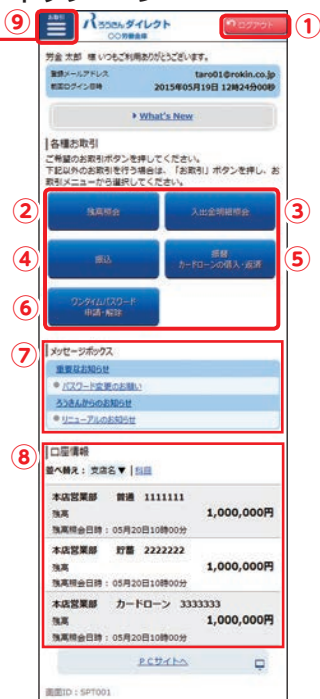 ⑨
お取引
ろうきんダイレクト
〇〇労働金庫
ログアウト
①
労金 太郎 様 いつもご利用ありがとうございます。
登録メールアドレス taro01@rokin.co.jp
前回ログイン日時 2015年05月19日 12時24分00秒
What's New
各種お取引
ご希望のお取引ボタンを押してください。
下記以外のお取引を行う場合は、「お取引」ボタンを押し、お
取引メニューから選択してください。
② 残高照会 入出金明細照会 ③
④ 振込 振替
カードローンの借入・返済 ⑤
⑥ ワンタイムパスワード
申請・解除
⑦ メッセージボックス
重要なお知らせ
パスワード変更のお願い
ろうきんからのお知らせ
リニューアルのお知らせ
⑧ 口座情報
並べ替え： 支店名▼ | 科目
本店営業部 普通 1111111
残高 1,000,000円
残高照会日時： 05月20日10時00分
本店営業部 貯蓄 2222222
残高 1,000,000円
残高照会日時： 05月20日10時00分
本店営業部 カードローン 3333333
残高 1,000,000円
残高照会日時： 05月20日10時00分
PCサイトへ
画面ID：SPT001